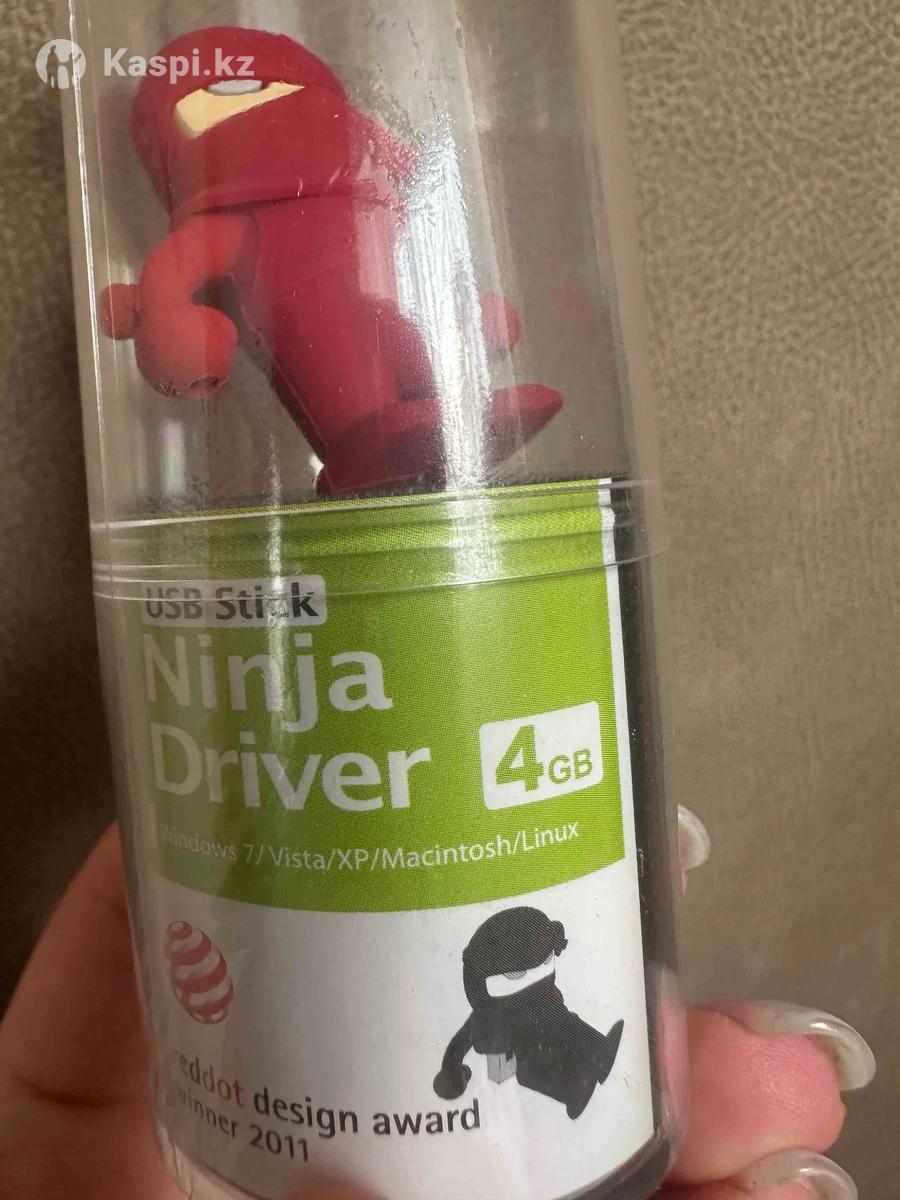 Kaspi.kz
USB Stick
Ninja
Driver
4GB
Windows 7/Vista/XP/Macintosh/Linux
reddot design award
winner 2011